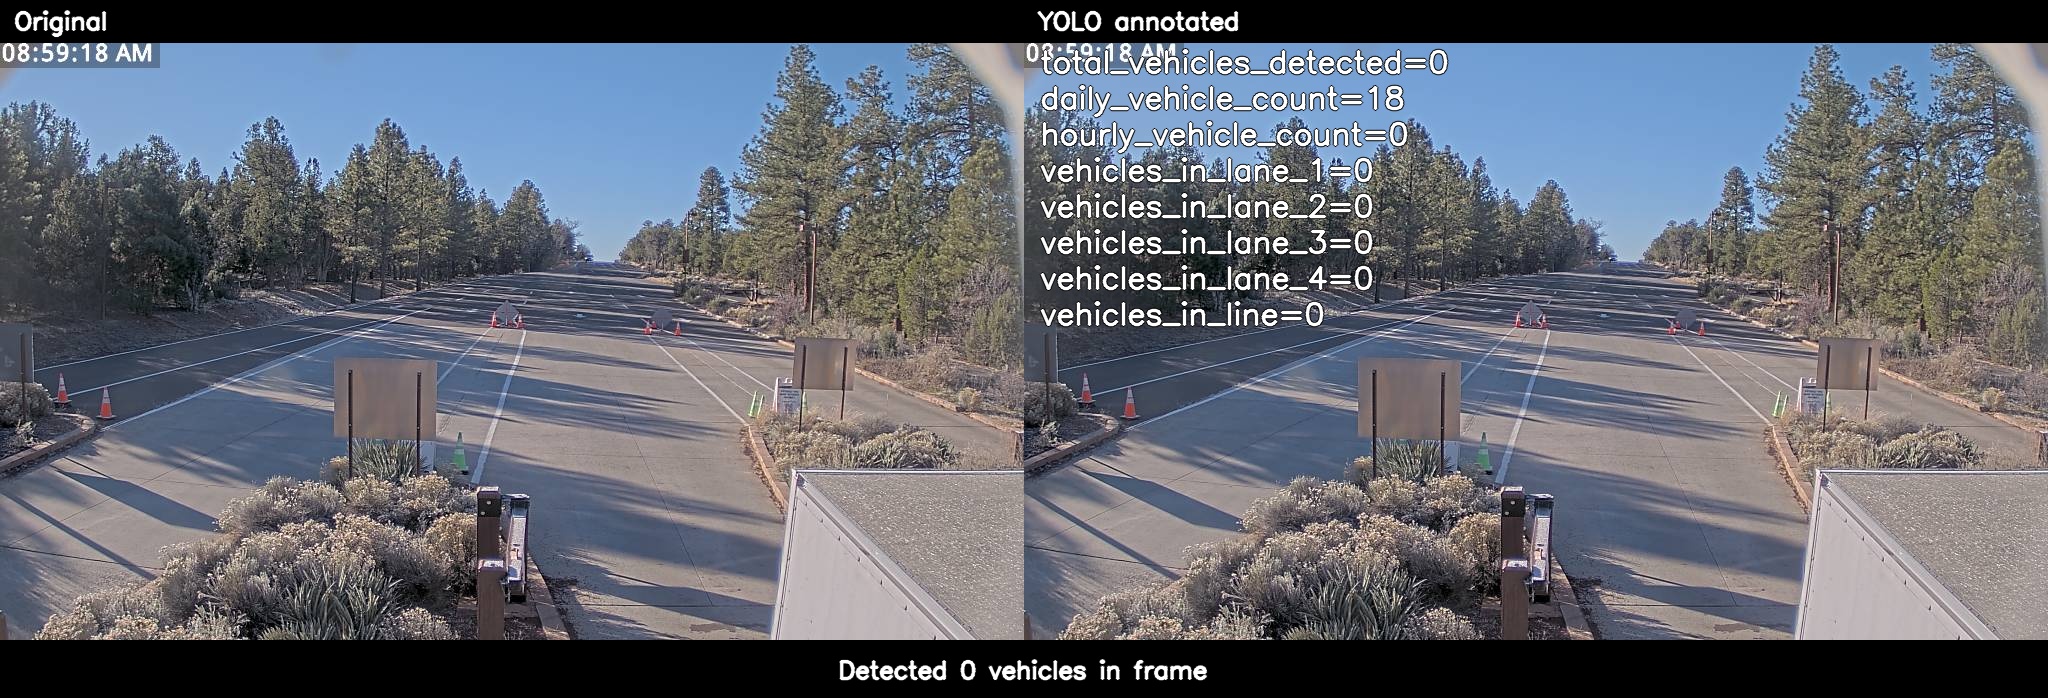 Original
08:59:18 AM
YOLO annotated
08:59:18 AM
total_vehicles_detected=0
daily_vehicle_count=18
hourly_vehicle_count=0
vehicles_in_lane_1=0
vehicles_in_lane_2=0
vehicles_in_lane_3=0
vehicles_in_lane_4=0
vehicles_in_line=0
Detected 0 vehicles in frame